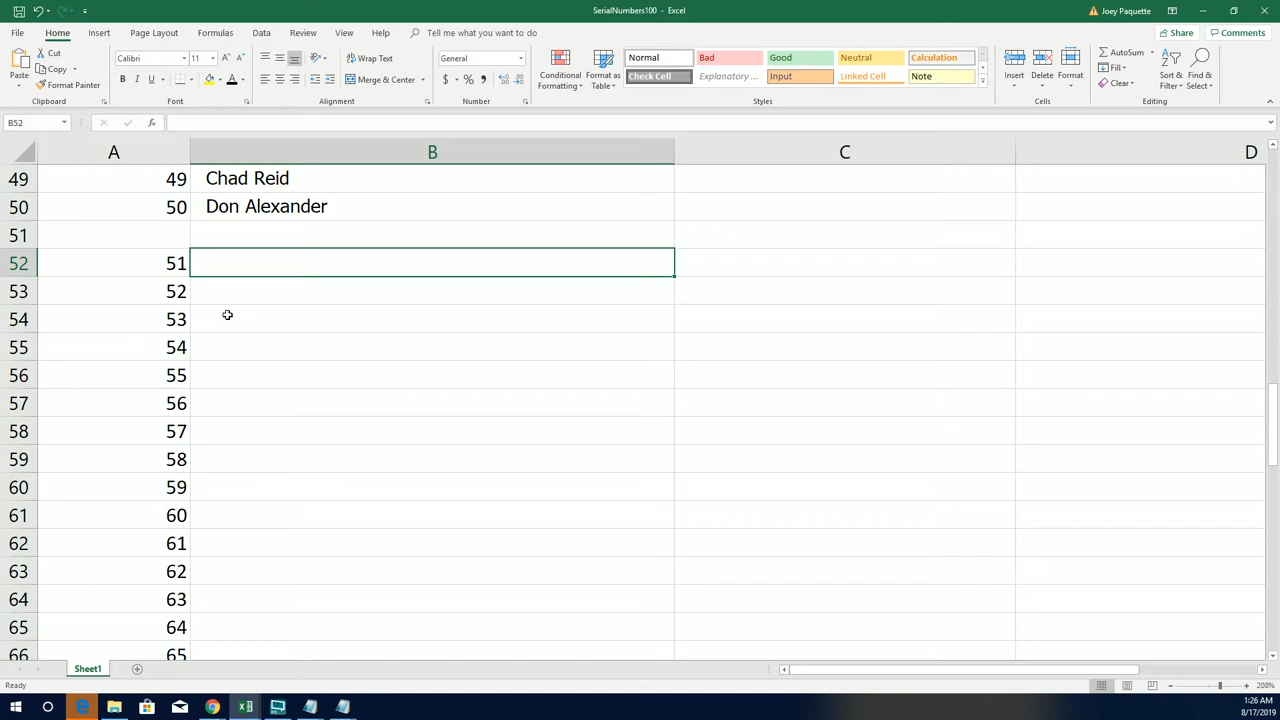 SerialNumbers100 - Excel
Joey Paquette
File Home Insert Draw Page Layout Formulas Data Review View Help Tell me what you want to do
Share Comments
Paste
Cut
Copy
Format Painter
Clipboard
Calibri 11
B I U
Font
Wrap Text
Merge & Center
Alignment
General
$ % ,
Number
Conditional Formatting
Format as Table
Normal Bad Good Neutral Calculation
Check Cell Explanatory ... Input Linked Cell Note
Styles
Insert Delete Format
Cells
AutoSum
Fill
Clear
Sort & Filter
Find & Select
Editing
B52
A B C D
49 49 Chad Reid
50 50 Don Alexander
51
52 51
53 52
54 53
55 54
56 55
57 56
58 57
59 58
60 59
61 60
62 61
63 62
64 63
65 64
66 65
Sheet1
Ready
208%
1:26 AM
8/17/2019